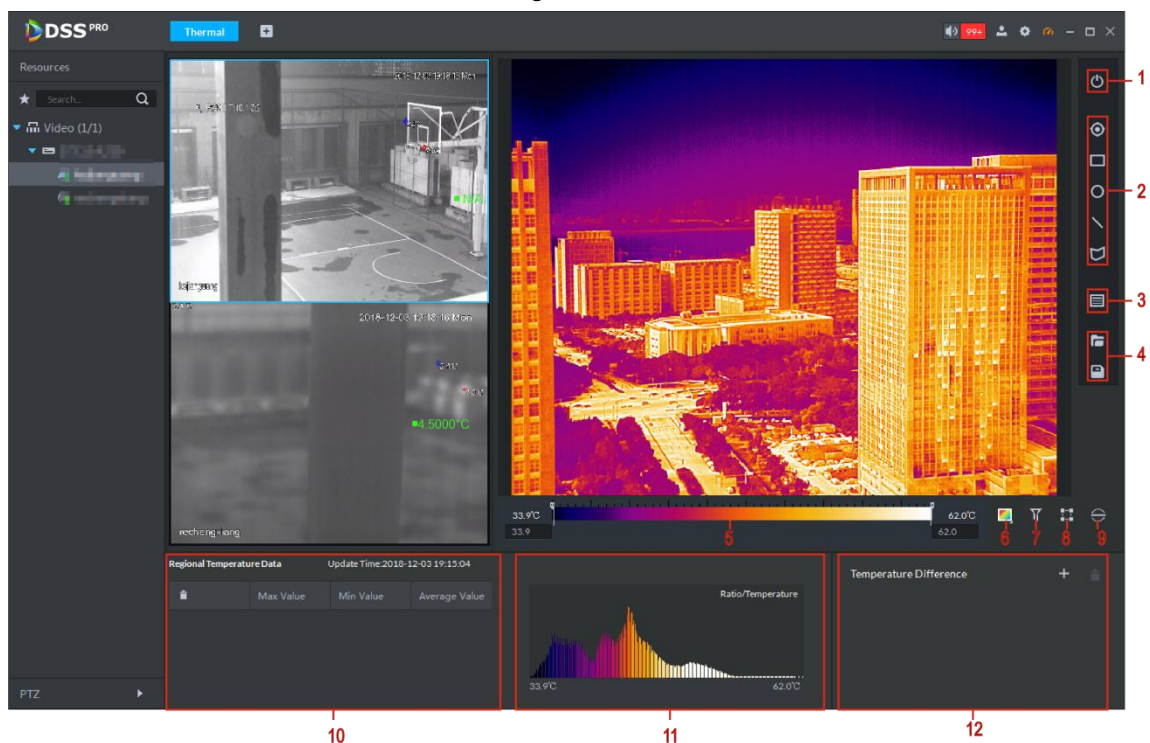 DSS PRO
Thermal
99+
Resources
Search...
Video (1/1)
PTZ
2018-12-03 19:18:16 Mon
N/A
2018-12-03 12:18:16 Mon
4.5000°C
33.9℃
62.0℃
33.9
62.0
Regional Temperature Data
Update Time:2018-12-03 19:15:04
Max Value
Min Value
Average Value
Ratio/Temperature
33.9℃
62.0℃
Temperature Difference
1
2
3
4
5
6
7
8
9
10
11
12